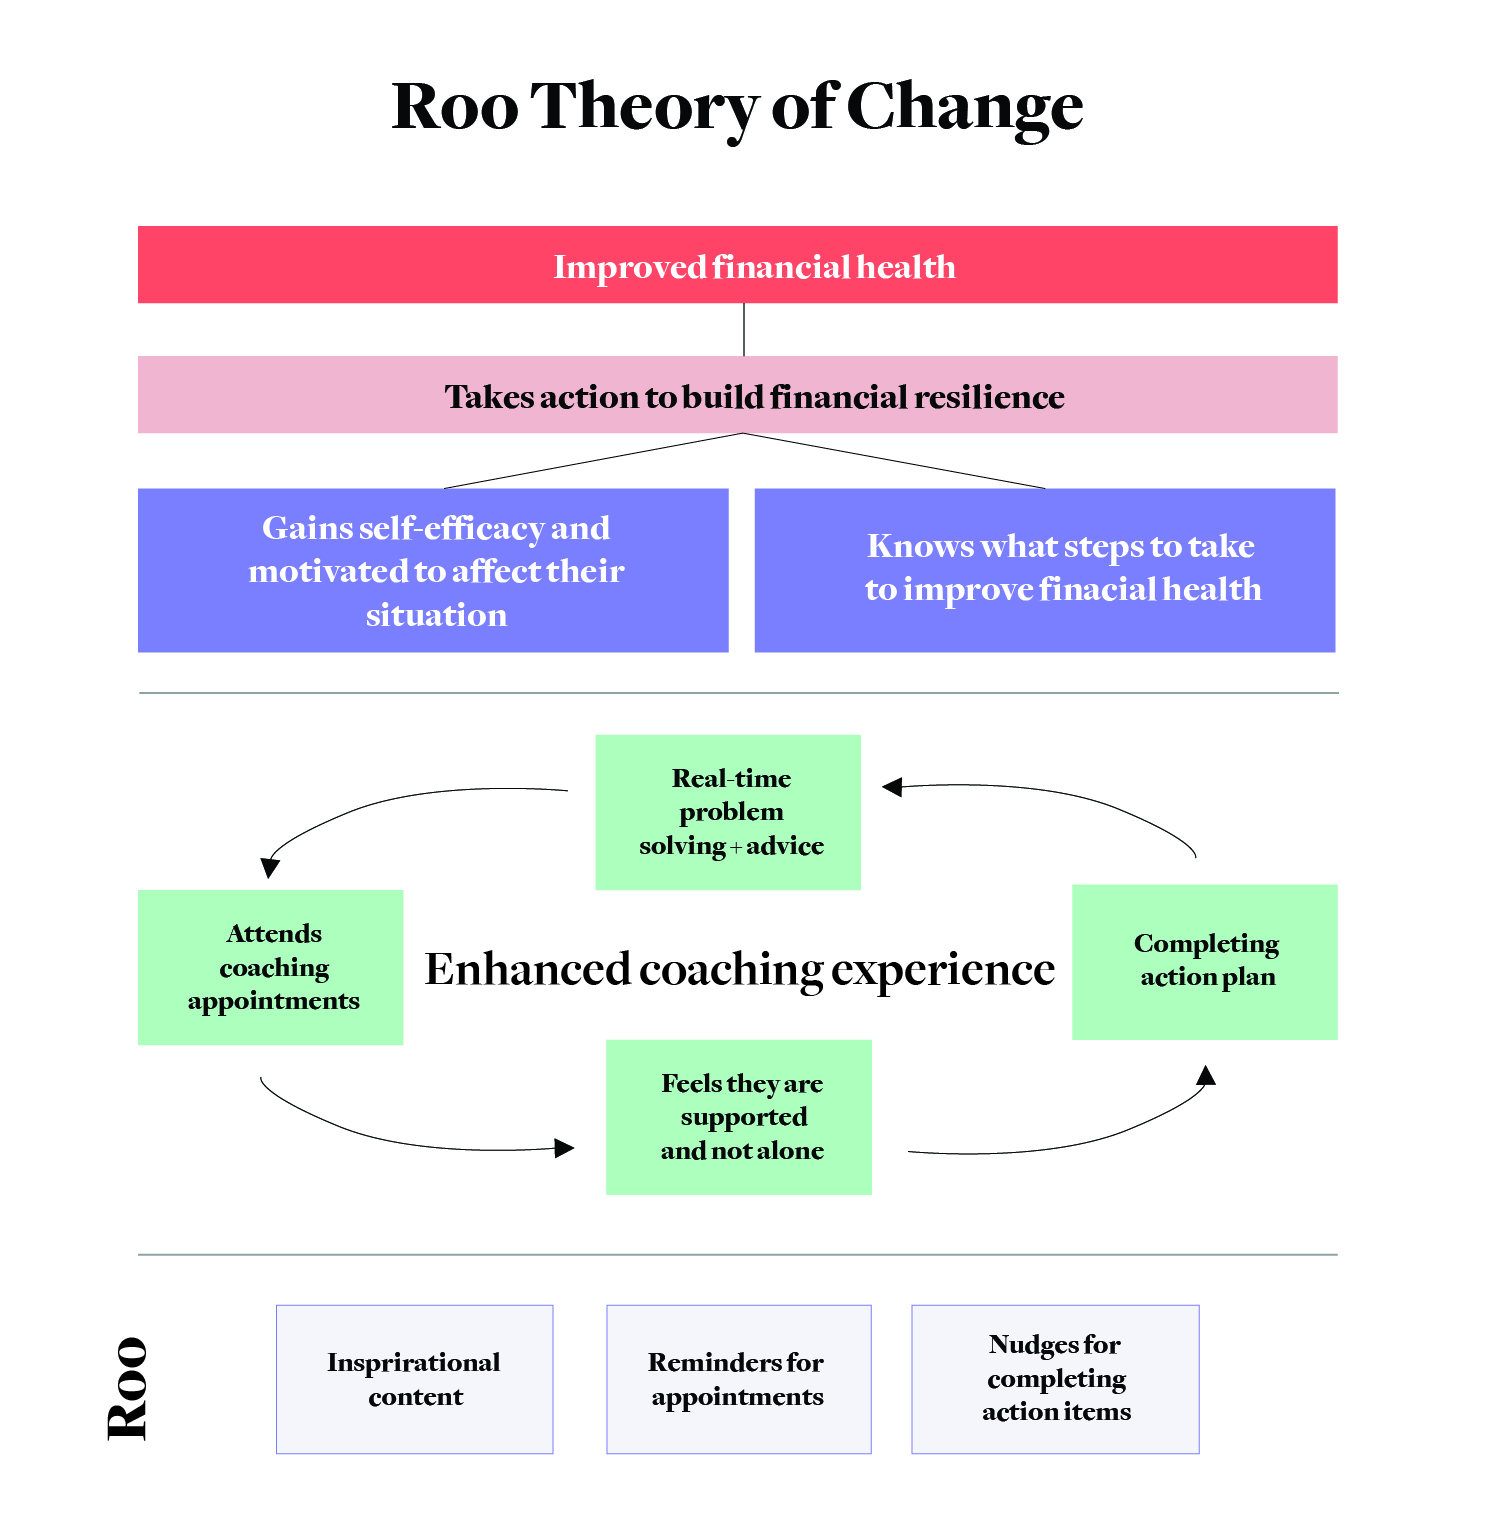 Roo Theory of Change
Improved financial health
Takes action to build financial resilience
Gains self-efficacy and
motivated to affect their
situation
Knows what steps to take
to improve finacial health
Real-time
problem
solving + advice
Attends
coaching
appointments
Enhanced coaching experience
Completing
action plan
Feels they are
supported
and not alone
Roo
Insprirational
content
Reminders for
appointments
Nudges for
completing
action items